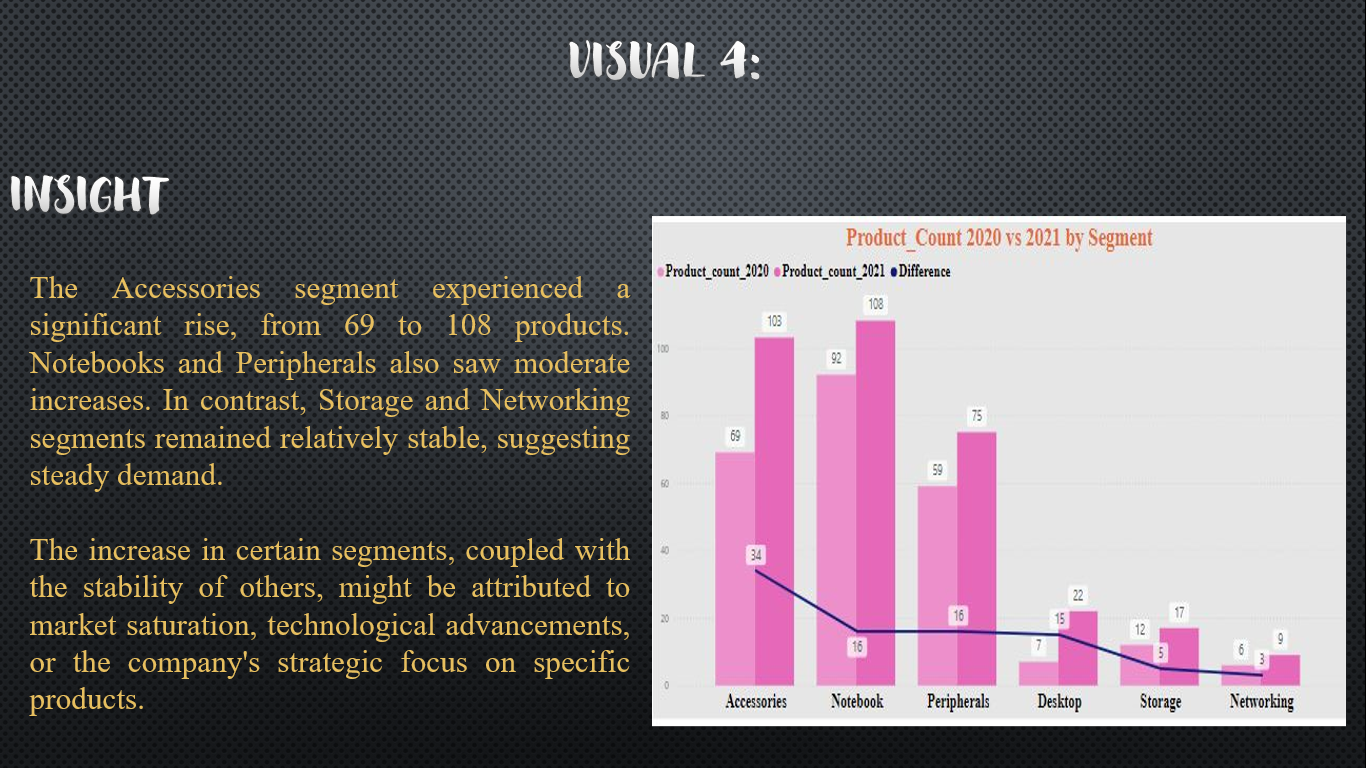 VISUAL 4:
INSIGHT
The Accessories segment experienced a
significant rise, from 69 to 108 products.
Notebooks and Peripherals also saw moderate
increases. In contrast, Storage and Networking
segments remained relatively stable, suggesting
steady demand.
The increase in certain segments, coupled with
the stability of others, might be attributed to
market saturation, technological advancements,
or the company's strategic focus on specific
products.
Product_Count 2020 vs 2021 by Segment
Product_count_2020 Product_count_2021 Difference
108
103
100
92
80
75
69
60
59
40
34
22
20
17
16
16
15
12
9
7
6
5
3
0
Accessories Notebook Peripherals Desktop Storage Networking